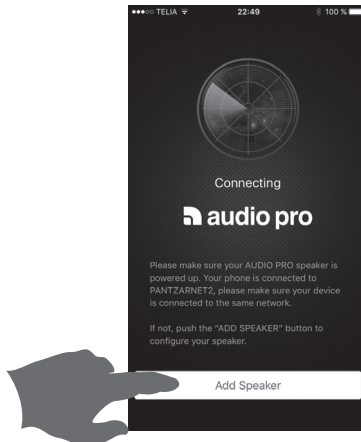 ●●●○○ TELIA 22:49 100 %
Connecting
audio pro
Please make sure your AUDIO PRO speaker is
powered up. Your phone is connected to
PANTZARNET2, please make sure your device
is connected to the same network.
If not, push the "ADD SPEAKER" button to
configure your speaker.
Add Speaker